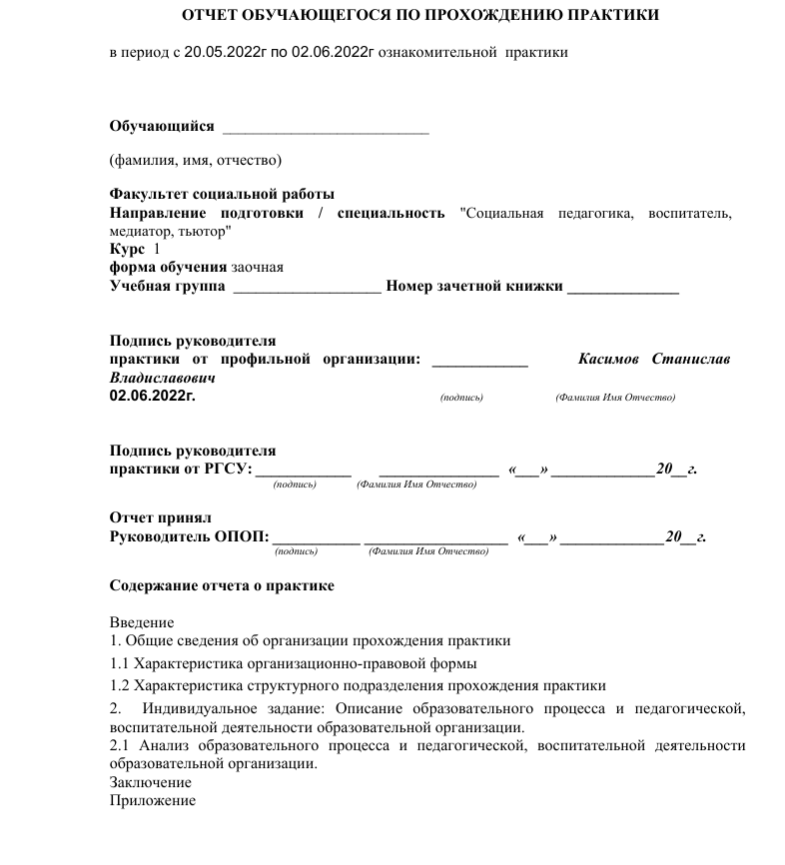 ОТЧЕТ ОБУЧАЮЩЕГОСЯ ПО ПРОХОЖДЕНИЮ ПРАКТИКИ
в период с 20.05.2022г по 02.06.2022г ознакомительной практики
Обучающийся ___________________________
(фамилия, имя, отчество)
Факультет социальной работы
Направление подготовки / специальность "Социальная педагогика, воспитатель,
медиатор, тьютор"
Курс 1
форма обучения заочная
Учебная группа ___________________ Номер зачетной книжки ______________
Подпись руководителя
практики от профильной организации: ____________ Касимов Станислав
Владиславович
02.06.2022г. (подпись) (Фамилия Имя Отчество)
Подпись руководителя
практики от РГСУ: ____________ _______________ «___» _____________20__г.
(подпись) (Фамилия Имя Отчество)
Отчет принял
Руководитель ОПОП: ___________ __________________ «___» _____________20__г.
(подпись) (Фамилия Имя Отчество)
Содержание отчета о практике
Введение
1. Общие сведения об организации прохождения практики
1.1 Характеристика организационно-правовой формы
1.2 Характеристика структурного подразделения прохождения практики
2. Индивидуальное задание: Описание образовательного процесса и педагогической,
воспитательной деятельности образовательной организации.
2.1 Анализ образовательного процесса и педагогической, воспитательной деятельности
образовательной организации.
Заключение
Приложение